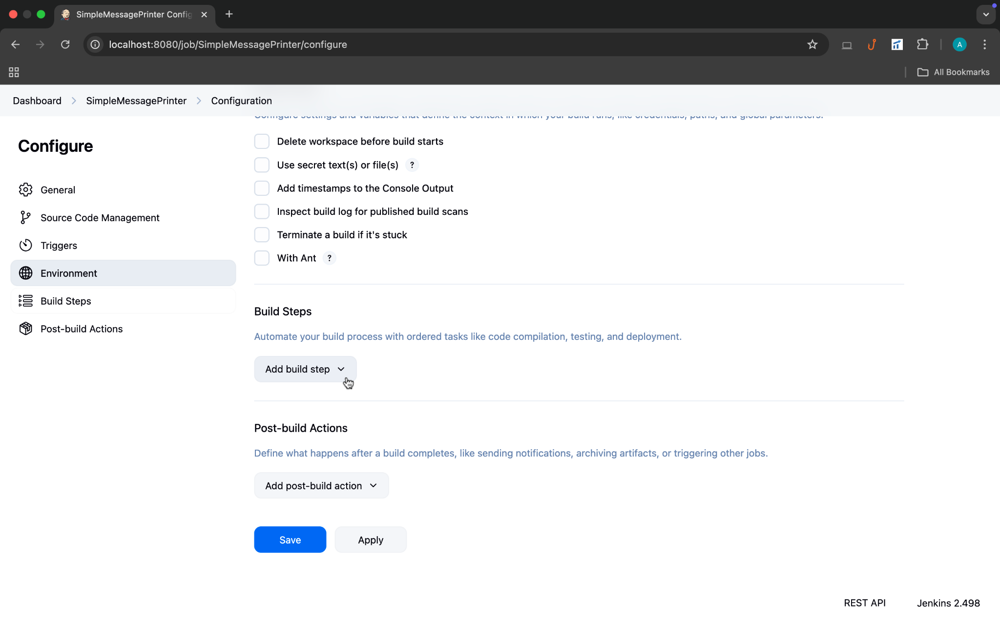 SimpleMessagePrinter Config
localhost:8080/job/SimpleMessagePrinter/configure
A
All Bookmarks
Dashboard > SimpleMessagePrinter > Configuration
Configure settings and variables that define the context in which your build runs, like credentials, paths, and global parameters.
Configure
General
Source Code Management
Triggers
Environment
Build Steps
Post-build Actions
Delete workspace before build starts
Use secret text(s) or file(s) ?
Add timestamps to the Console Output
Inspect build log for published build scans
Terminate a build if it's stuck
With Ant ?
Build Steps
Automate your build process with ordered tasks like code compilation, testing, and deployment.
Add build step
Post-build Actions
Define what happens after a build completes, like sending notifications, archiving artifacts, or triggering other jobs.
Add post-build action
Save
Apply
REST API
Jenkins 2.498